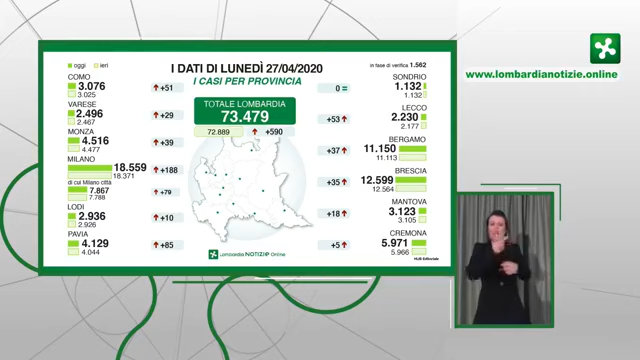 oggi ieri
I DATI DI LUNEDÌ 27/04/2020
I CASI PER PROVINCIA
in fase di verifica 1.562
COMO
3.076
3.025
+51
VARESE
2.496
2.467
+29
MONZA
4.516
4.477
+39
MILANO
18.559
18.371
+188
di cui Milano città
7.867
7.788
+79
LODI
2.936
2.926
+10
PAVIA
4.129
4.044
+85
TOTALE LOMBARDIA
73.479
72.889 +590
Lombardia NOTIZIE Online
0 =
SONDRIO
1.132
1.132
+53
LECCO
2.230
2.177
+37
BERGAMO
11.150
11.113
+35
BRESCIA
12.599
12.564
+18
MANTOVA
3.123
3.105
+5
CREMONA
5.971
5.966
www.lombardianotizie.online